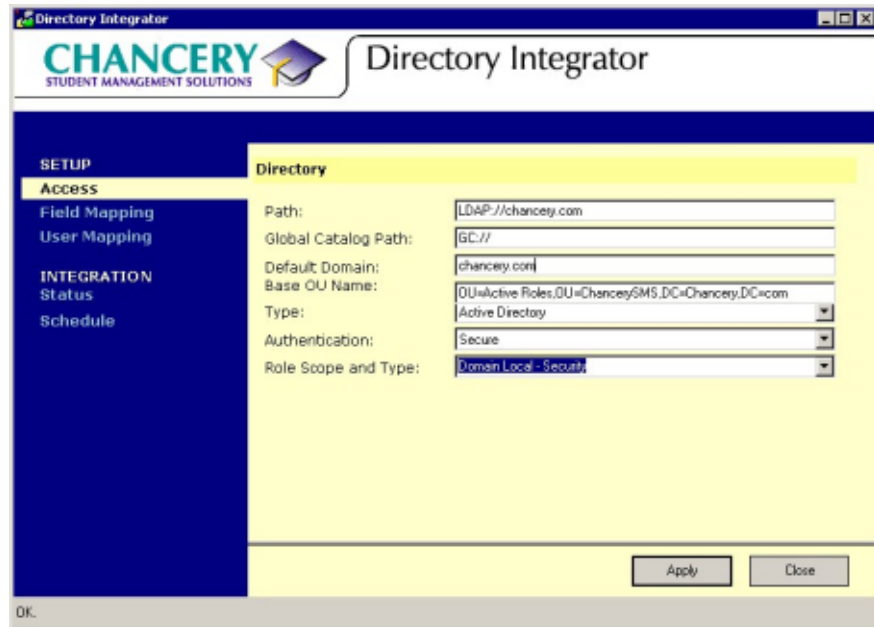 Directory Integrator
CHANCERY
STUDENT MANAGEMENT SOLUTIONS
Directory Integrator
SETUP
Access
Field Mapping
User Mapping
INTEGRATION
Status
Schedule
Directory
Path: LDAP://chancery.com
Global Catalog Path: GC://
Default Domain: chancery.com
Base OU Name: OU=Active Roles,OU=ChancerySMS,DC=Chancery,DC=com
Type: Active Directory
Authentication: Secure
Role Scope and Type: Domain Local - Security
Apply Close
OK.